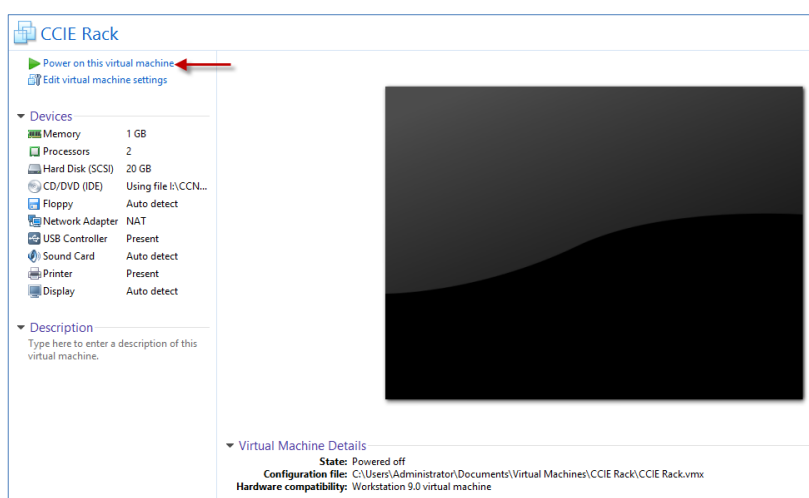 CCIE Rack
Power on this virtual machine
Edit virtual machine settings
Devices
Memory 1 GB
Processors 2
Hard Disk (SCSI) 20 GB
CD/DVD (IDE) Using file I:\CCN...
Floppy Auto detect
Network Adapter NAT
USB Controller Present
Sound Card Auto detect
Printer Present
Display Auto detect
Description
Type here to enter a description of this
virtual machine.
Virtual Machine Details
State: Powered off
Configuration file: C:\Users\Administrator\Documents\Virtual Machines\CCIE Rack\CCIE Rack.vmx
Hardware compatibility: Workstation 9.0 virtual machine